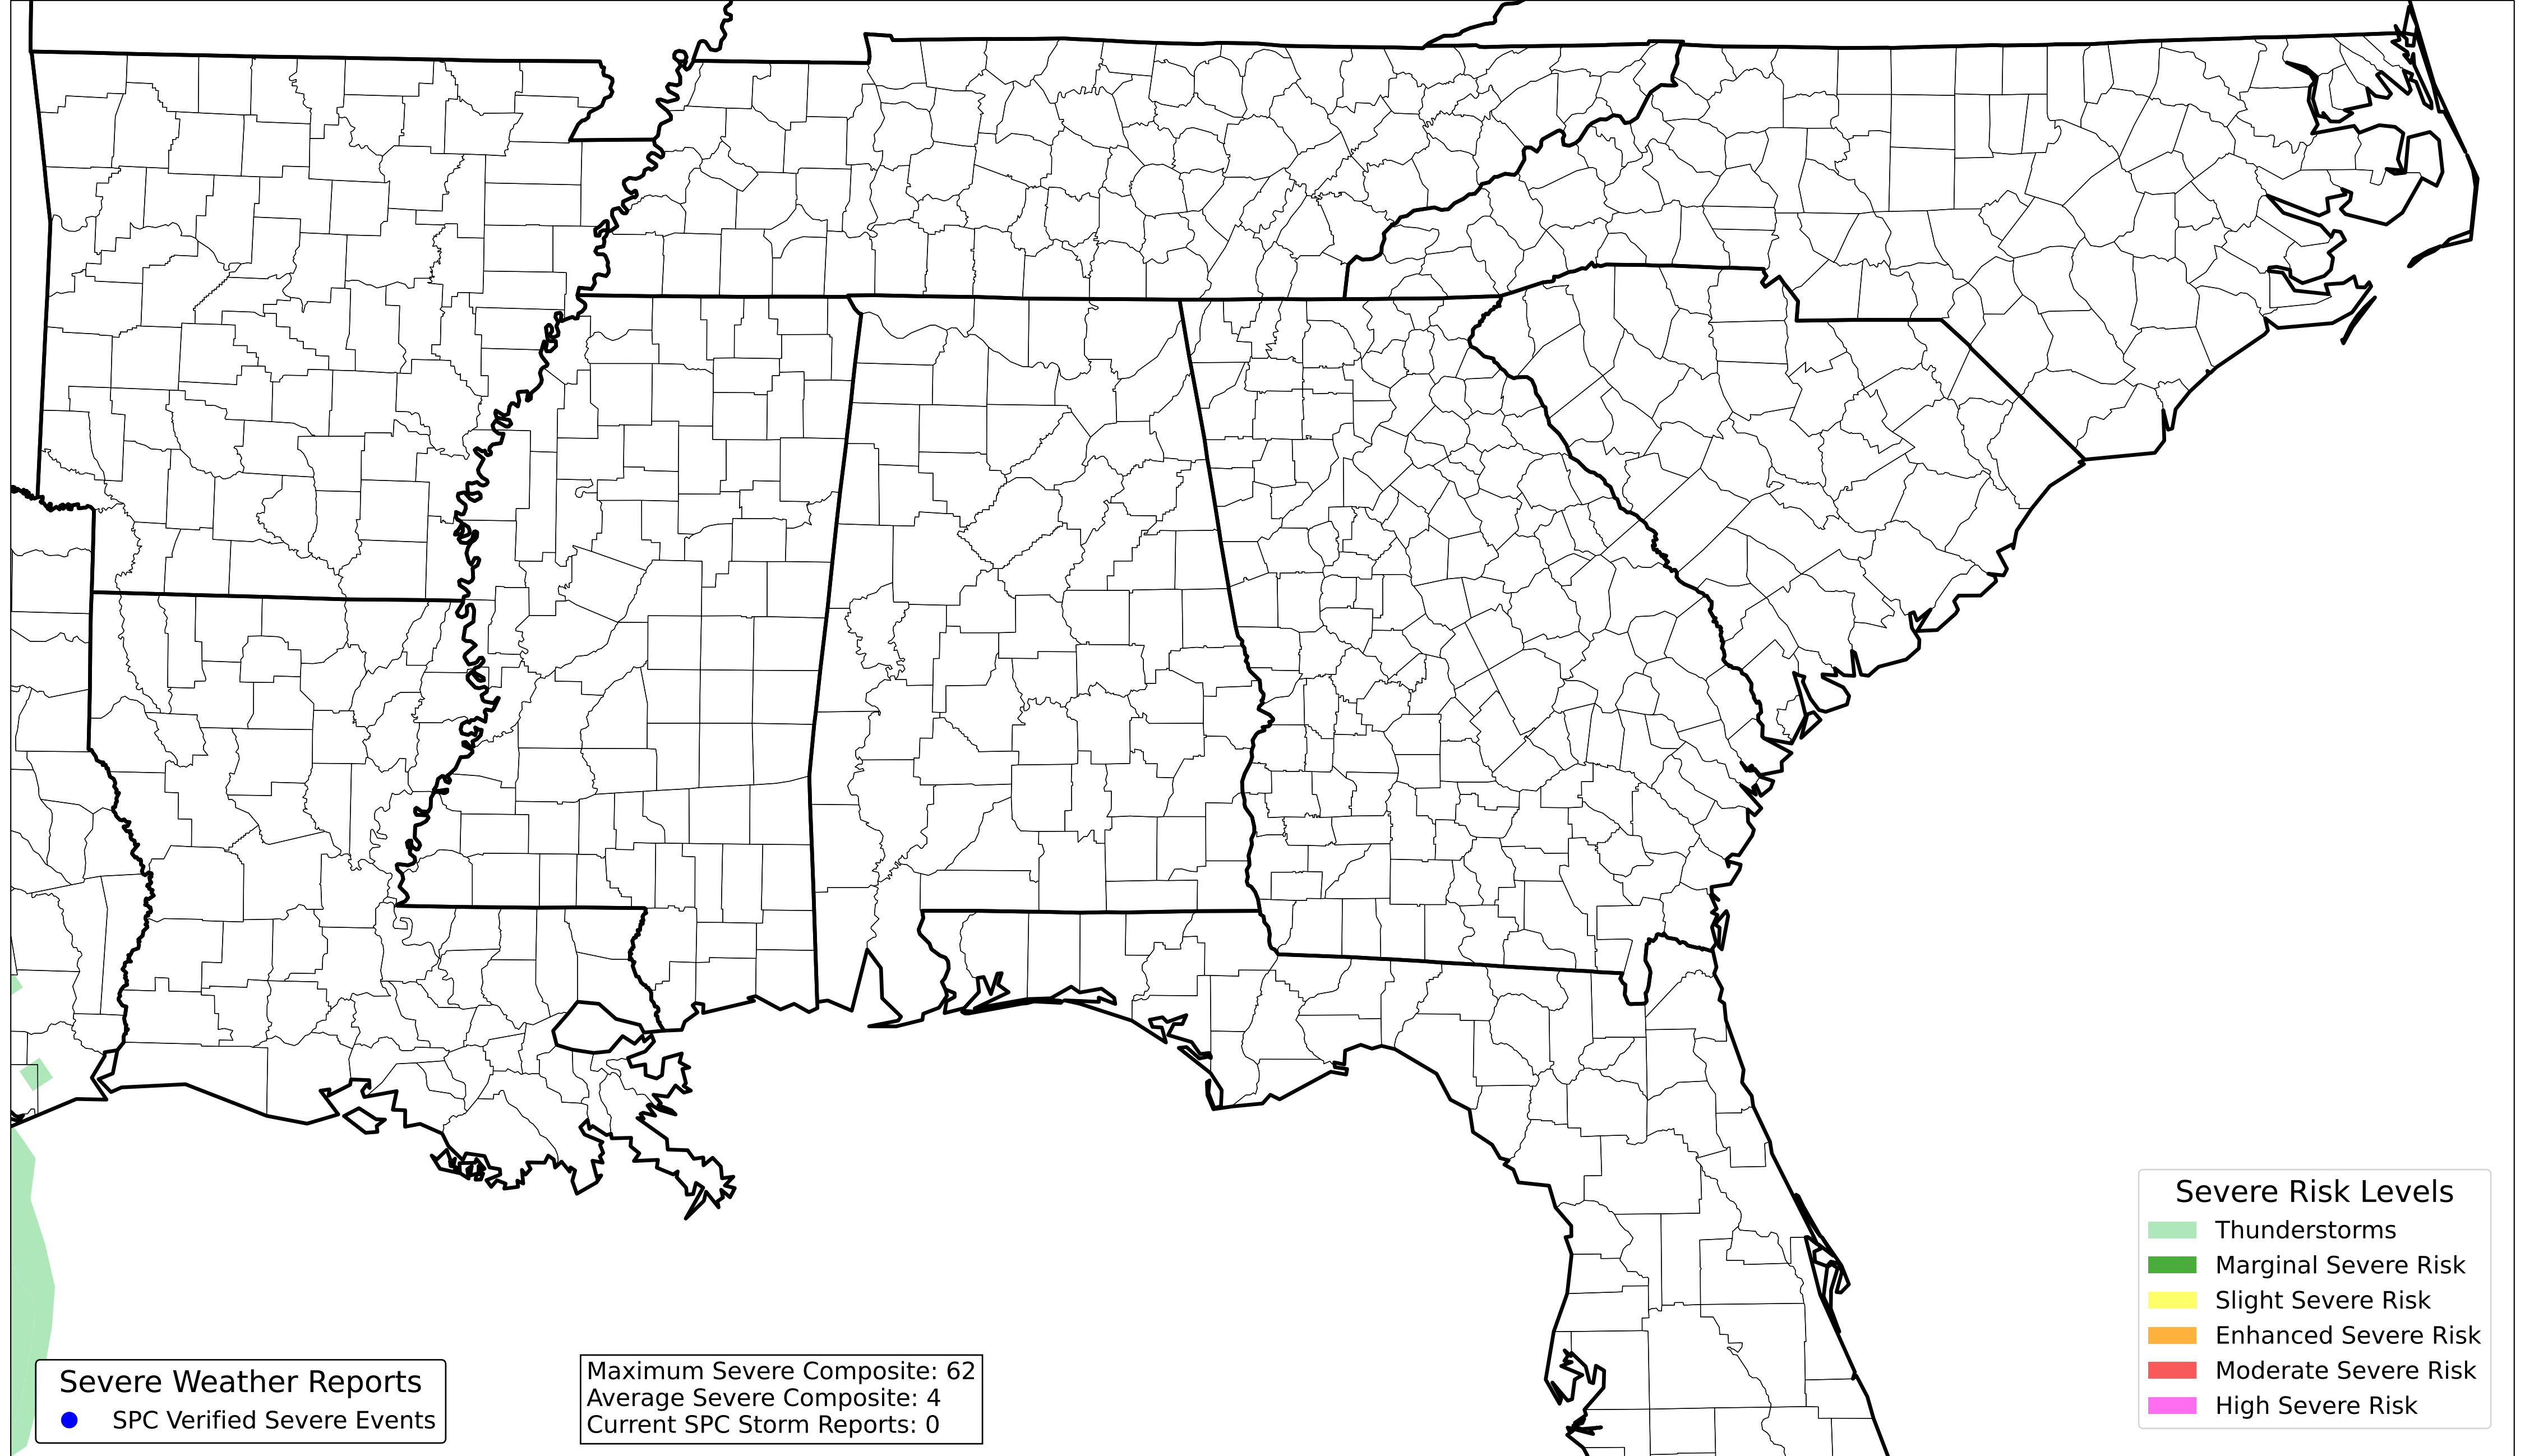 Severe Weather Reports
SPC Verified Severe Events
Maximum Severe Composite: 62
Average Severe Composite: 4
Current SPC Storm Reports: 0
Severe Risk Levels
Thunderstorms
Marginal Severe Risk
Slight Severe Risk
Enhanced Severe Risk
Moderate Severe Risk
High Severe Risk